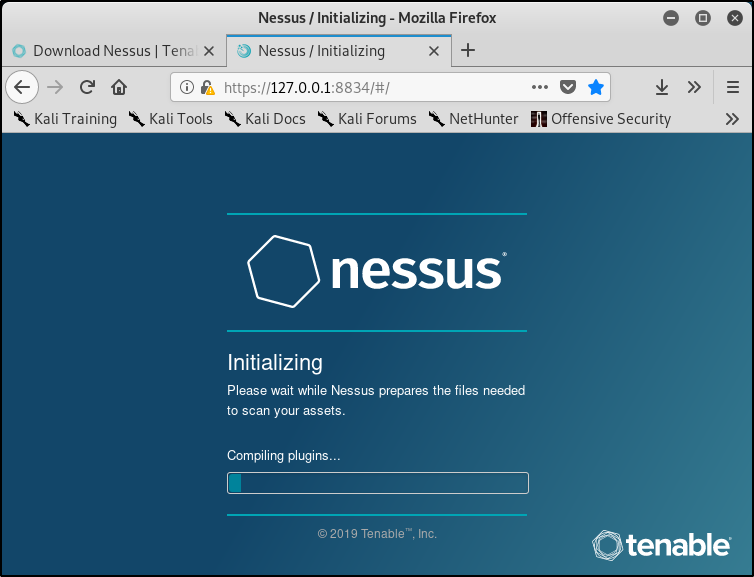 Nessus / Initializing - Mozilla Firefox
Download Nessus | Tena
Nessus / Initializing
https://127.0.0.1:8834/#/
Kali Training Kali Tools Kali Docs Kali Forums NetHunter Offensive Security
nessus®
Initializing
Please wait while Nessus prepares the files needed
to scan your assets.
Compiling plugins...
© 2019 Tenable™, Inc.
tenable®